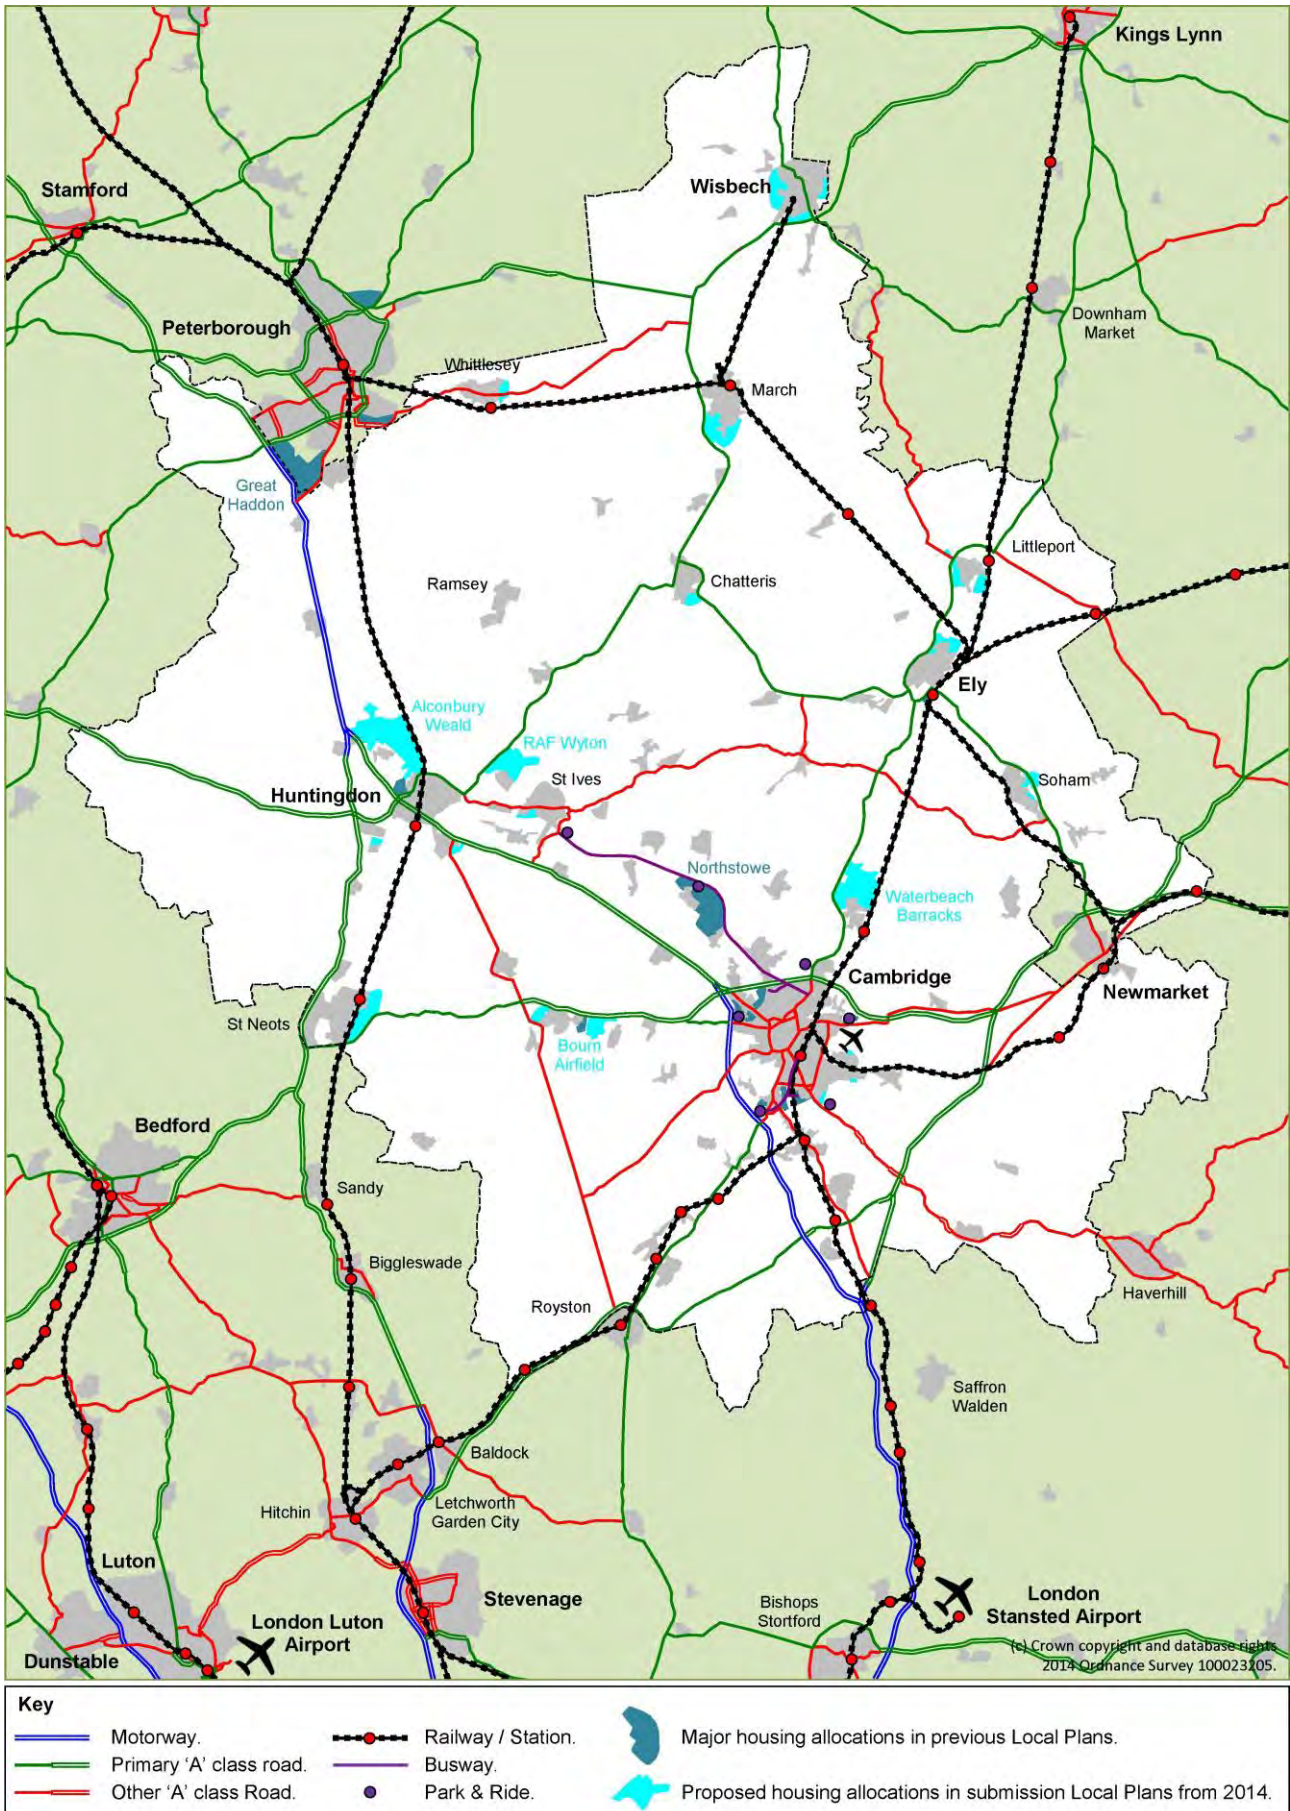 Kings Lynn
Stamford
Wisbech
Peterborough
Downham
Market
Whittlesey
March
Great
Haddon
Littleport
Ramsey
Chatteris
Ely
Alconbury
Weald
RAF Wyton
Soham
Huntingdon
St Ives
Northstowe
Waterbeach
Barracks
Cambridge
Newmarket
St Neots
Bourn
Airfield
Bedford
Sandy
Biggleswade
Haverhill
Royston
Saffron
Walden
Baldock
Letchworth
Garden City
Hitchin
Luton
Stevenage
Bishops
Stortford
London
Stansted Airport
London Luton
Airport
Dunstable
(c) Crown copyright and database rights
2014 Ordnance Survey 100023205.
Key
Motorway.
Railway / Station.
Major housing allocations in previous Local Plans.
Primary ‘A’ class road.
Busway.
Other ‘A’ class Road.
Park & Ride.
Proposed housing allocations in submission Local Plans from 2014.